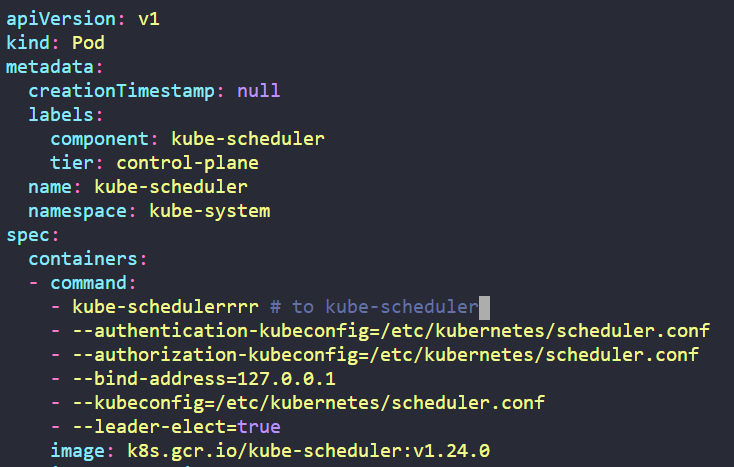 apiVersion: v1
kind: Pod
metadata:
  creationTimestamp: null
  labels:
    component: kube-scheduler
    tier: control-plane
  name: kube-scheduler
  namespace: kube-system
spec:
  containers:
  - command:
    - kube-schedulerrrr # to kube-scheduler
    - --authentication-kubeconfig=/etc/kubernetes/scheduler.conf
    - --authorization-kubeconfig=/etc/kubernetes/scheduler.conf
    - --bind-address=127.0.0.1
    - --kubeconfig=/etc/kubernetes/scheduler.conf
    - --leader-elect=true
    image: k8s.gcr.io/kube-scheduler:v1.24.0